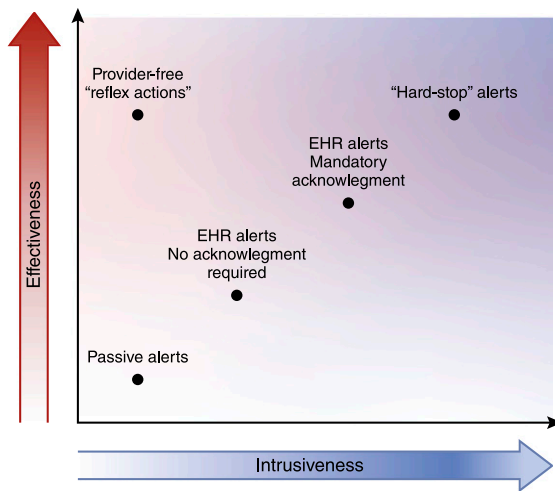 Provider-free
“reflex actions”
“Hard-stop” alerts
EHR alerts
Mandatory
acknowlegment
EHR alerts
No acknowlegment
required
Passive alerts
Effectiveness
Intrusiveness